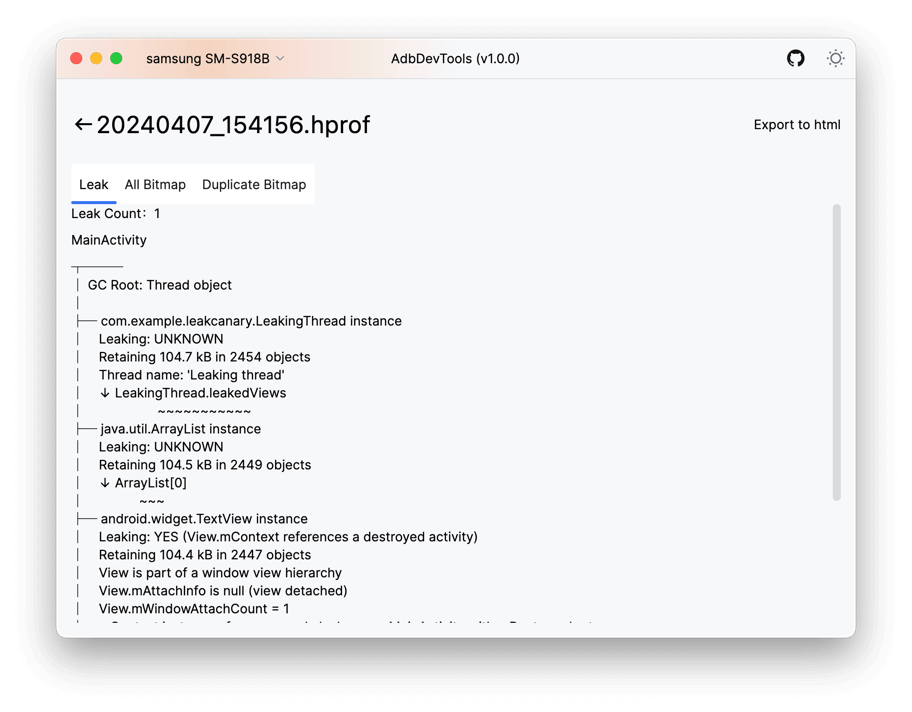 samsung SM-S918B
AdbDevTools (v1.0.0)
←20240407_154156.hprof
Export to html
Leak
All Bitmap
Duplicate Bitmap
Leak Count：1
MainActivity
GC Root: Thread object
com.example.leakcanary.LeakingThread instance
Leaking: UNKNOWN
Retaining 104.7 kB in 2454 objects
Thread name: 'Leaking thread'
↓ LeakingThread.leakedViews
~~~~~~~~~~~
java.util.ArrayList instance
Leaking: UNKNOWN
Retaining 104.5 kB in 2449 objects
↓ ArrayList[0]
~~~
android.widget.TextView instance
Leaking: YES (View.mContext references a destroyed activity)
Retaining 104.4 kB in 2447 objects
View is part of a window view hierarchy
View.mAttachInfo is null (view detached)
View.mWindowAttachCount = 1